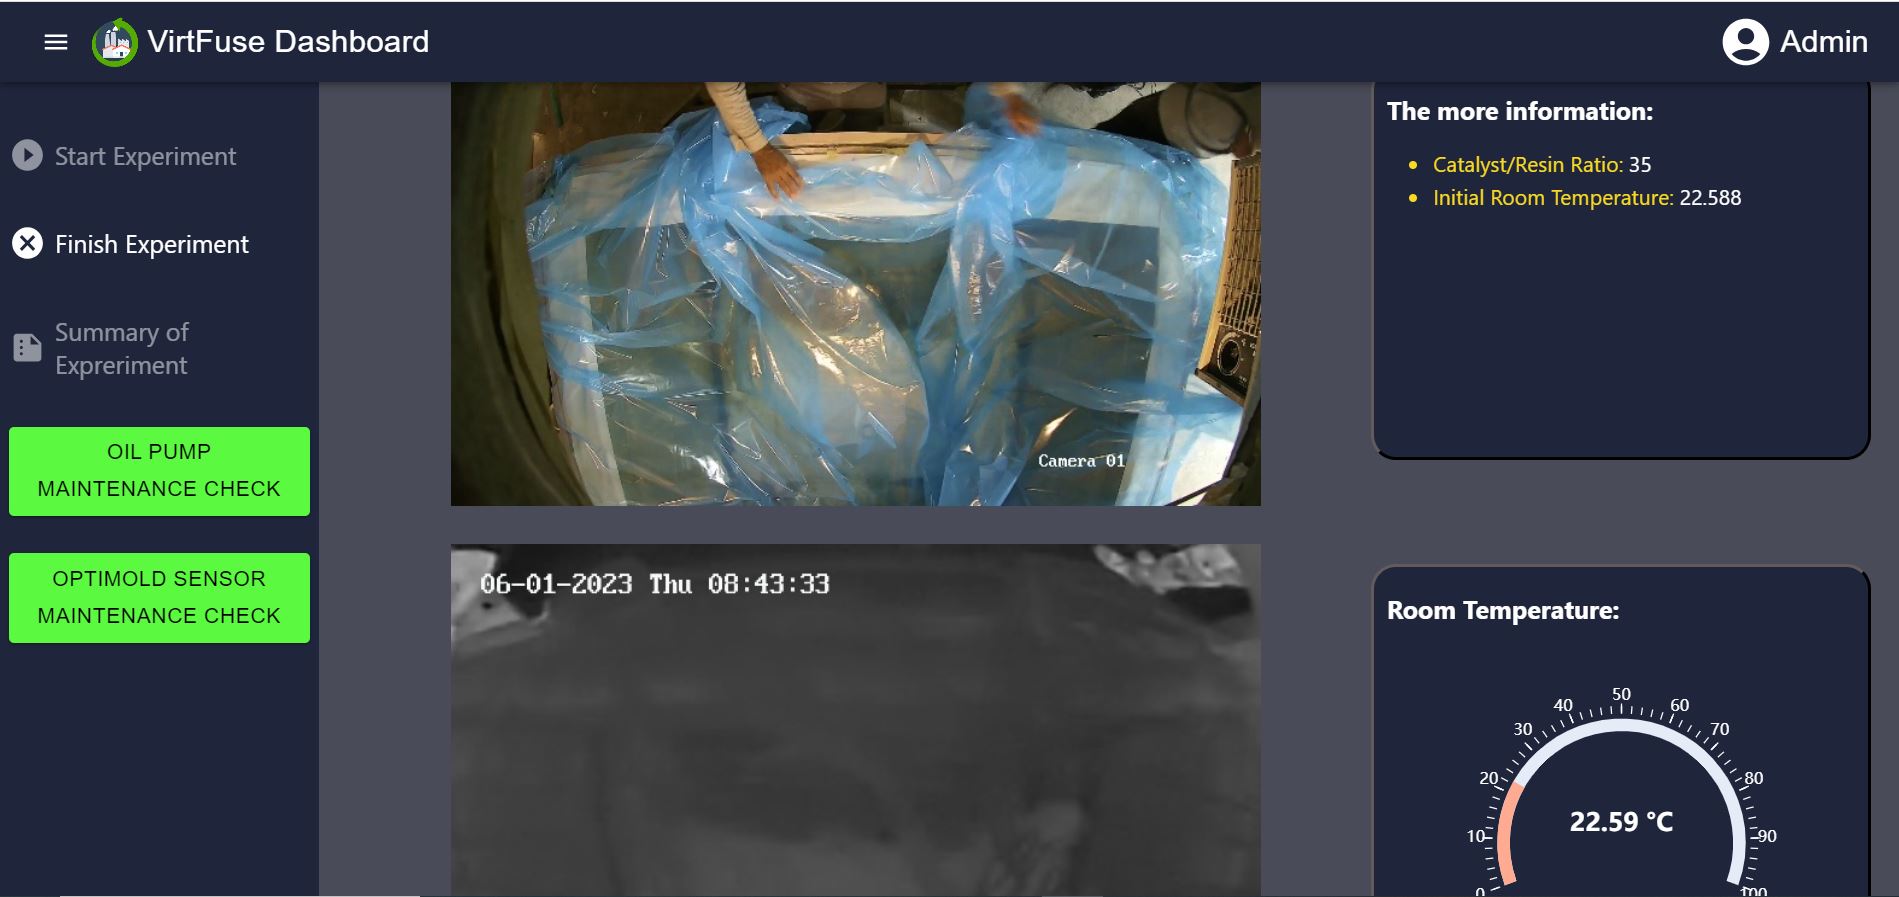 VirtFuse Dashboard
Admin
Start Experiment
Finish Experiment
Summary of
Expreriment
OIL PUMP
MAINTENANCE CHECK
OPTIMOLD SENSOR
MAINTENANCE CHECK
Camera 01
06-01-2023 Thu 08:43:33
The more information:
Catalyst/Resin Ratio: 35
Initial Room Temperature: 22.588
Room Temperature:
0
10
20
30
40
50
60
70
80
90
100
22.59 °C